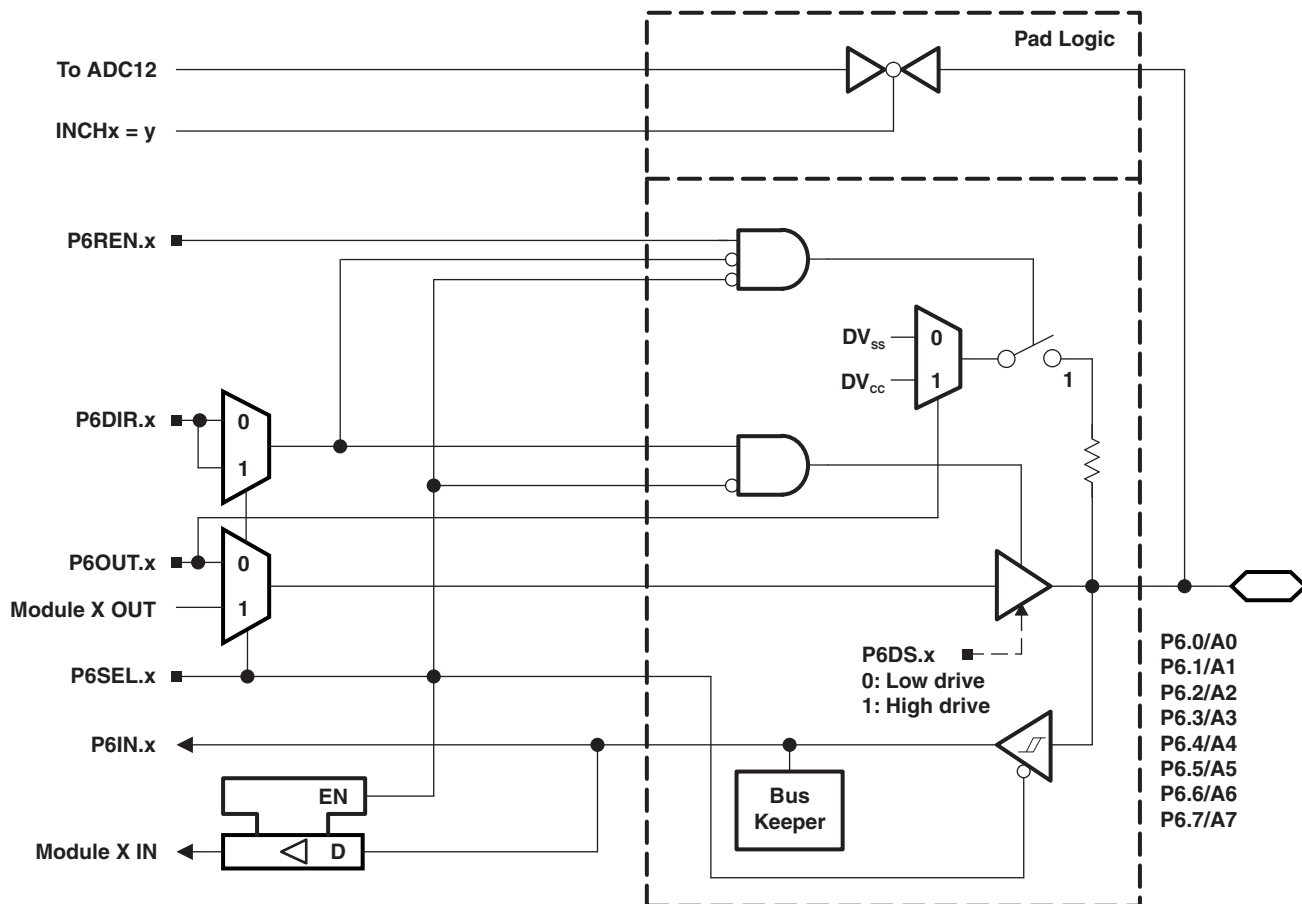 Pad Logic
To ADC12
INCHx = y
P6REN.x
DVSS
0
DVCC
1
1
P6DIR.x
0
1
P6OUT.x
0
Module X OUT
1
P6SEL.x
P6DS.x
0: Low drive
1: High drive
P6.0/A0
P6.1/A1
P6.2/A2
P6.3/A3
P6.4/A4
P6.5/A5
P6.6/A6
P6.7/A7
P6IN.x
Bus
Keeper
EN
Module X IN
D